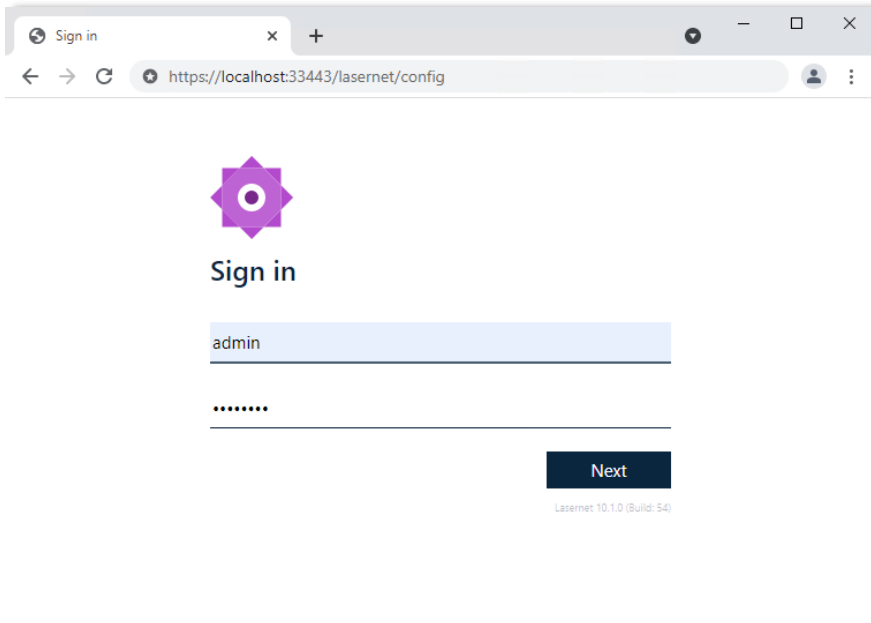 Sign in
https://localhost:33443/lasernet/config
Sign in
admin
••••••••
Next
Lasernet 10.1.0 (Build: 54)